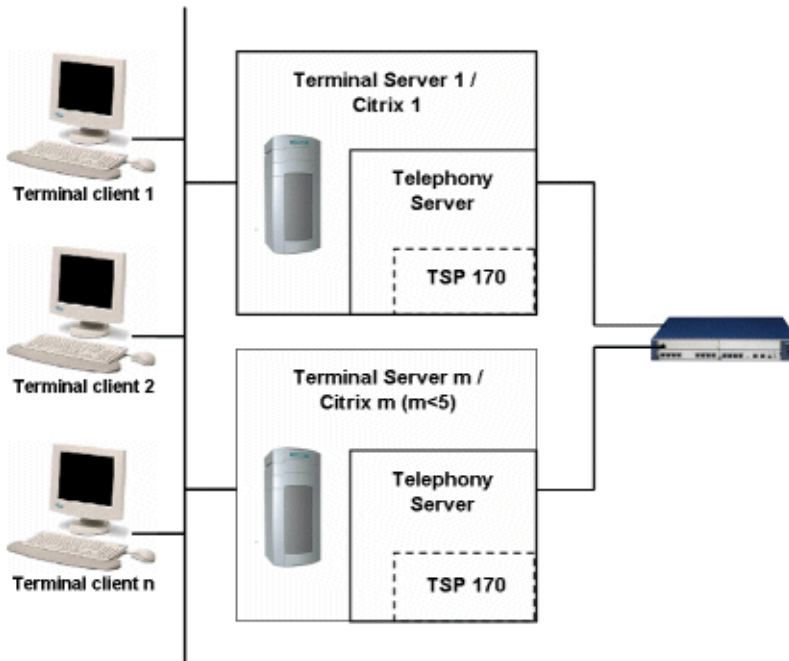 Terminal client 1
Terminal client 2
Terminal client n
Terminal Server 1 /
Citrix 1
Telephony
Server
TSP 170
Terminal Server m /
Citrix m (m<5)
Telephony
Server
TSP 170